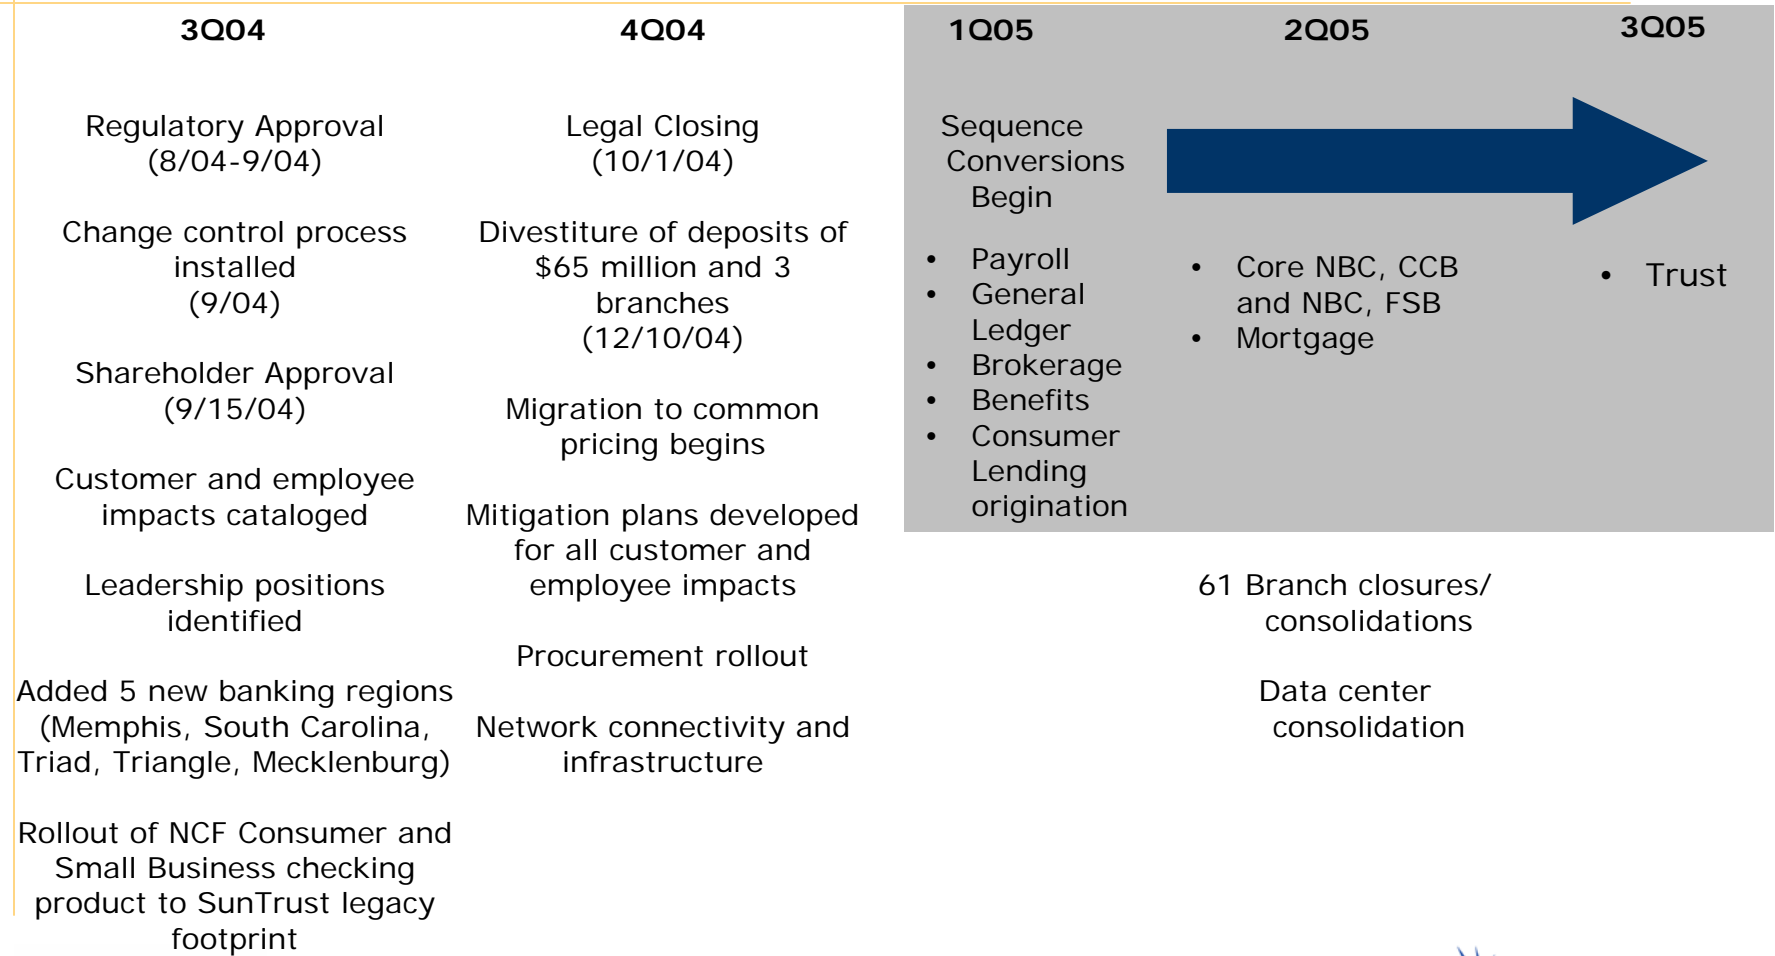 3Q04
Regulatory Approval
(8/04-9/04)
Change control process
installed
(9/04)
Shareholder Approval
(9/15/04)
Customer and employee
impacts cataloged
Leadership positions
identified
Added 5 new banking regions
(Memphis, South Carolina,
Triad, Triangle, Mecklenburg)
Rollout of NCF Consumer and
Small Business checking
product to SunTrust legacy
footprint
4Q04
Legal Closing
(10/1/04)
Divestiture of deposits of
$65 million and 3
branches
(12/10/04)
Migration to common
pricing begins
Mitigation plans developed
for all customer and
employee impacts
Procurement rollout
Network connectivity and
infrastructure
1Q05
Sequence
Conversions
Begin
• Payroll
• General
Ledger
• Brokerage
• Benefits
• Consumer
Lending
origination
2Q05
• Core NBC, CCB
and NBC, FSB
• Mortgage
61 Branch closures/
consolidations
Data center
consolidation
3Q05
• Trust